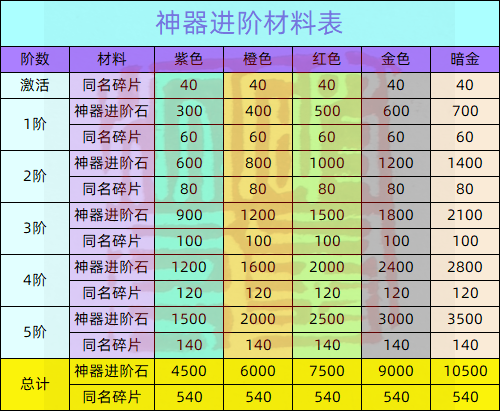 神器进阶材料表
阶数 材料 紫色 橙色 红色 金色 暗金
激活 同名碎片 40 40 40 40 40
1阶 神器进阶石 300 400 500 600 700
同名碎片 60 60 60 60 60
2阶 神器进阶石 600 800 1000 1200 1400
同名碎片 80 80 80 80 80
3阶 神器进阶石 900 1200 1500 1800 2100
同名碎片 100 100 100 100 100
4阶 神器进阶石 1200 1600 2000 2400 2800
同名碎片 120 120 120 120 120
5阶 神器进阶石 1500 2000 2500 3000 3500
同名碎片 140 140 140 140 140
总计 神器进阶石 4500 6000 7500 9000 10500
同名碎片 540 540 540 540 540